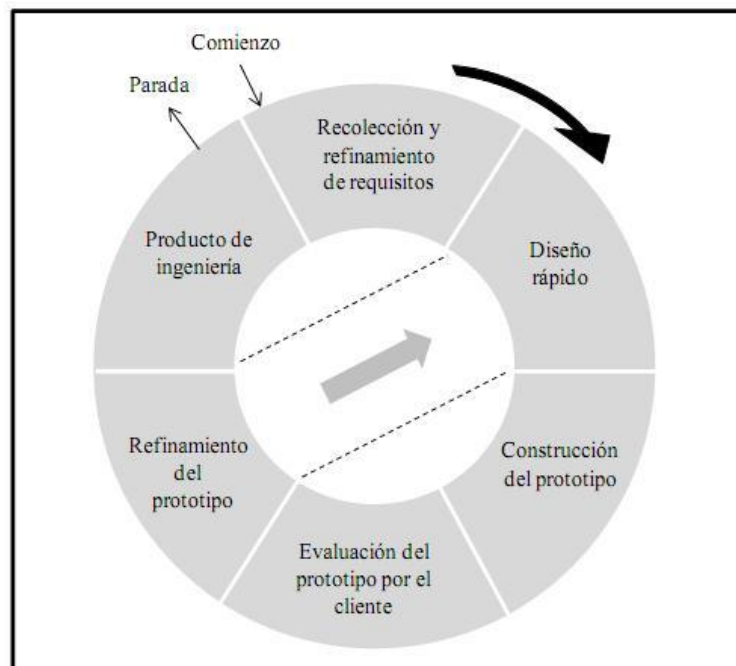 Comienzo
Parada
Recolección y
refinamiento
de requisitos
Diseño
rápido
Construcción
del prototipo
Evaluación del
prototipo por el
cliente
Refinamiento
del
prototipo
Producto de
ingeniería